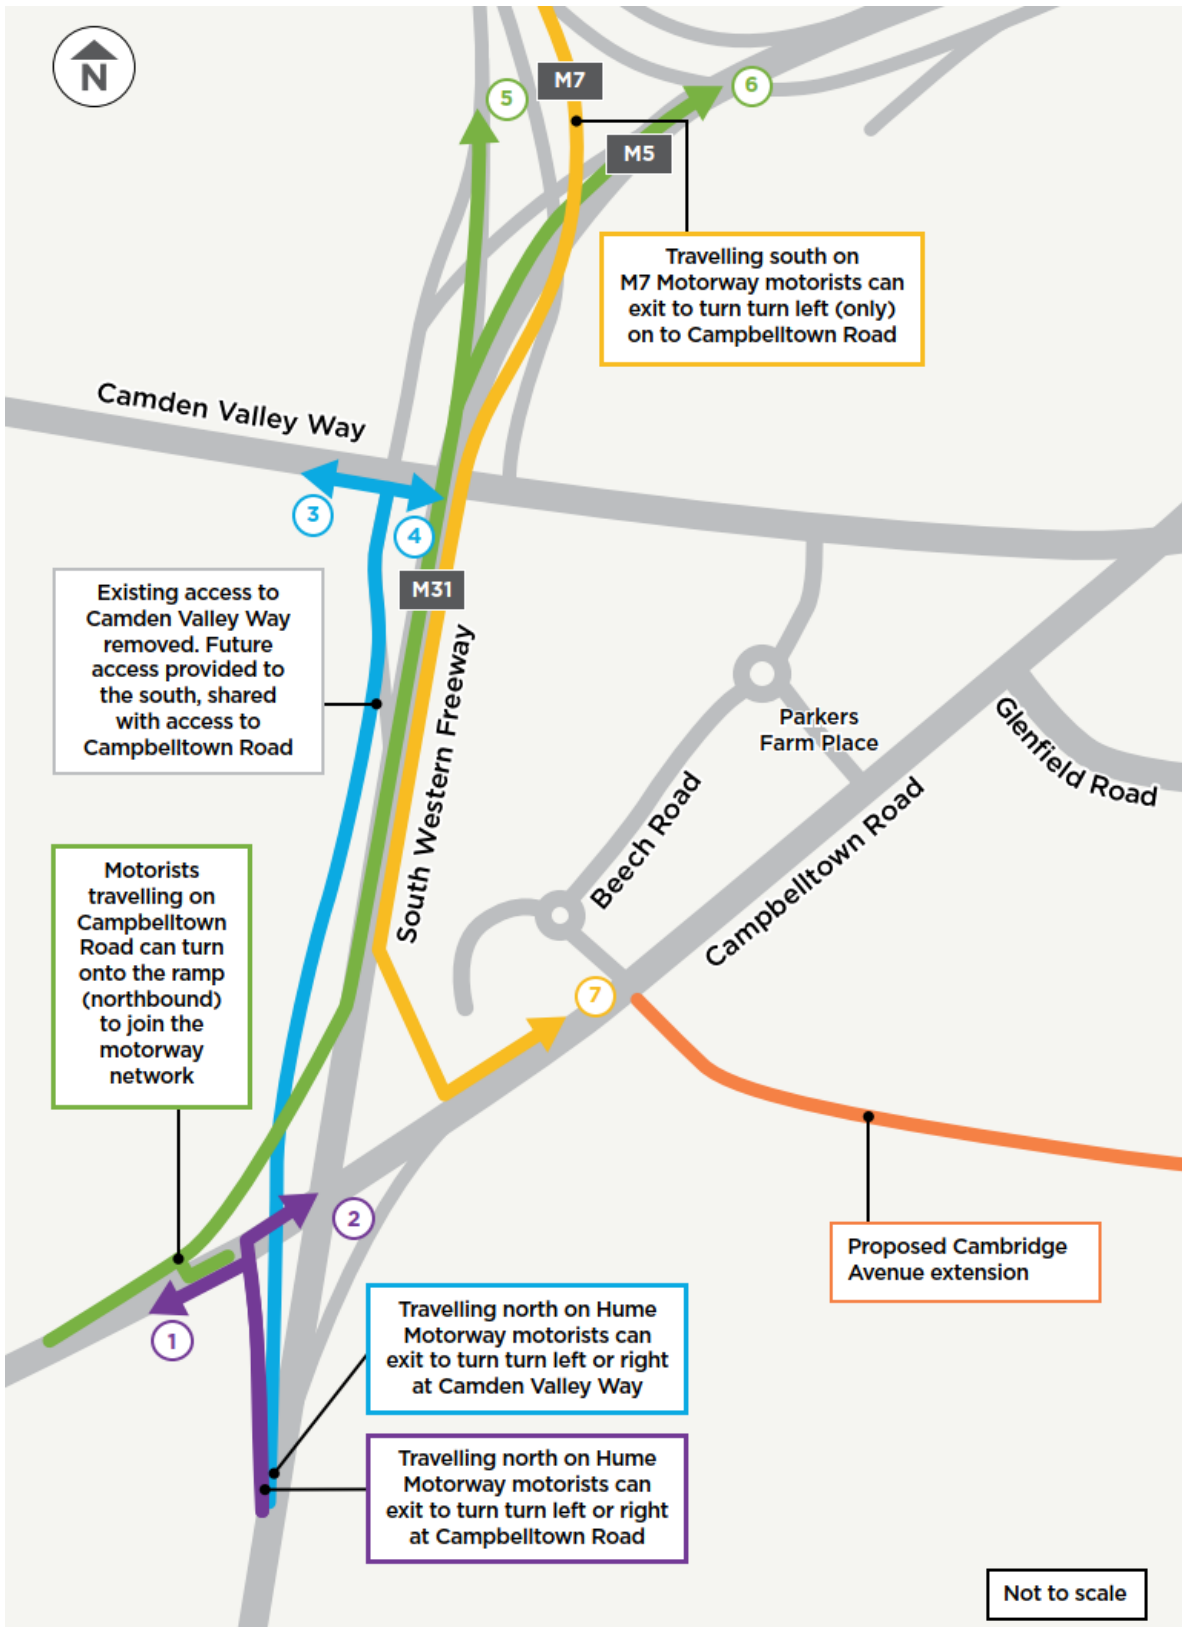 N
5
M7
6
M5
Travelling south on
M7 Motorway motorists can
exit to turn turn left (only)
on to Campbelltown Road
Camden Valley Way
3
4
M31
Existing access to
Camden Valley Way
removed. Future
access provided to
the south, shared
with access to
Campbelltown Road
South Western Freeway
Parkers
Farm Place
Glenfield Road
Beech Road
Campbelltown Road
Motorists
travelling on
Campbelltown
Road can turn
onto the ramp
(northbound)
to join the
motorway
network
7
2
1
Proposed Cambridge
Avenue extension
Travelling north on Hume
Motorway motorists can
exit to turn turn left or right
at Camden Valley Way
Travelling north on Hume
Motorway motorists can
exit to turn turn left or right
at Campbelltown Road
Not to scale